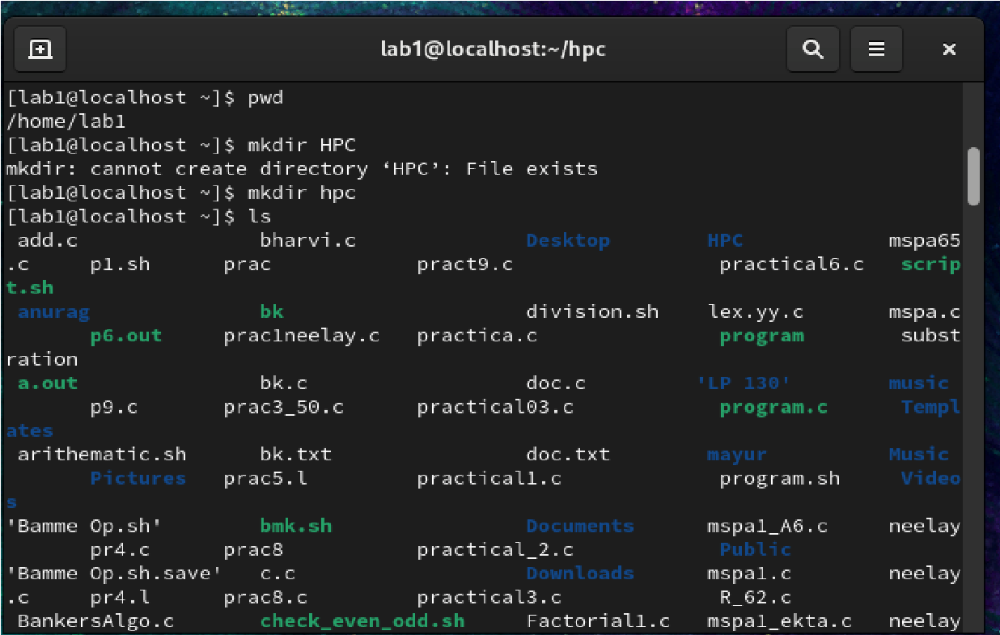 lab1@localhost:~/hpc
[lab1@localhost ~]$ pwd
/home/lab1
[lab1@localhost ~]$ mkdir HPC
mkdir: cannot create directory ‘HPC’: File exists
[lab1@localhost ~]$ mkdir hpc
[lab1@localhost ~]$ ls
 add.c               bharvi.c              Desktop        HPC            mspa65
.c     p1.sh      prac            pract9.c                 practical6.c   scrip
t.sh
 anurag              bk                    division.sh    lex.yy.c       mspa.c
       p6.out     prac1neelay.c   practica.c               program        subst
ration
 a.out               bk.c                  doc.c         'LP 130'        music
       p9.c       prac3_50.c      practical03.c            program.c      Templ
ates
 arithematic.sh      bk.txt                doc.txt        mayur          Music
       Pictures   prac5.l         practical1.c             program.sh     Video
s
'Bamme Op.sh'        bmk.sh                Documents      mspa1_A6.c     neelay
       pr4.c      prac8           practical_2.c            Public
'Bamme Op.sh.save'   c.c                   Downloads      mspa1.c        neelay
.c     pr4.l      prac8.c         practical3.c             R_62.c
 BankersAlgo.c       check_even_odd.sh     Factorial1.c   mspa1_ekta.c   neelay